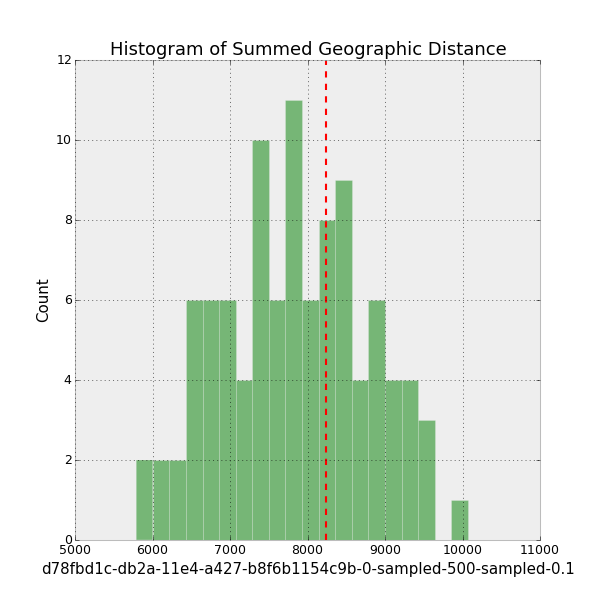 Histogram of Summed Geographic Distance
12
10
8
6
4
2
0
Count
5000 6000 7000 8000 9000 10000 11000
d78fbd1c-db2a-11e4-a427-b8f6b1154c9b-0-sampled-500-sampled-0.1